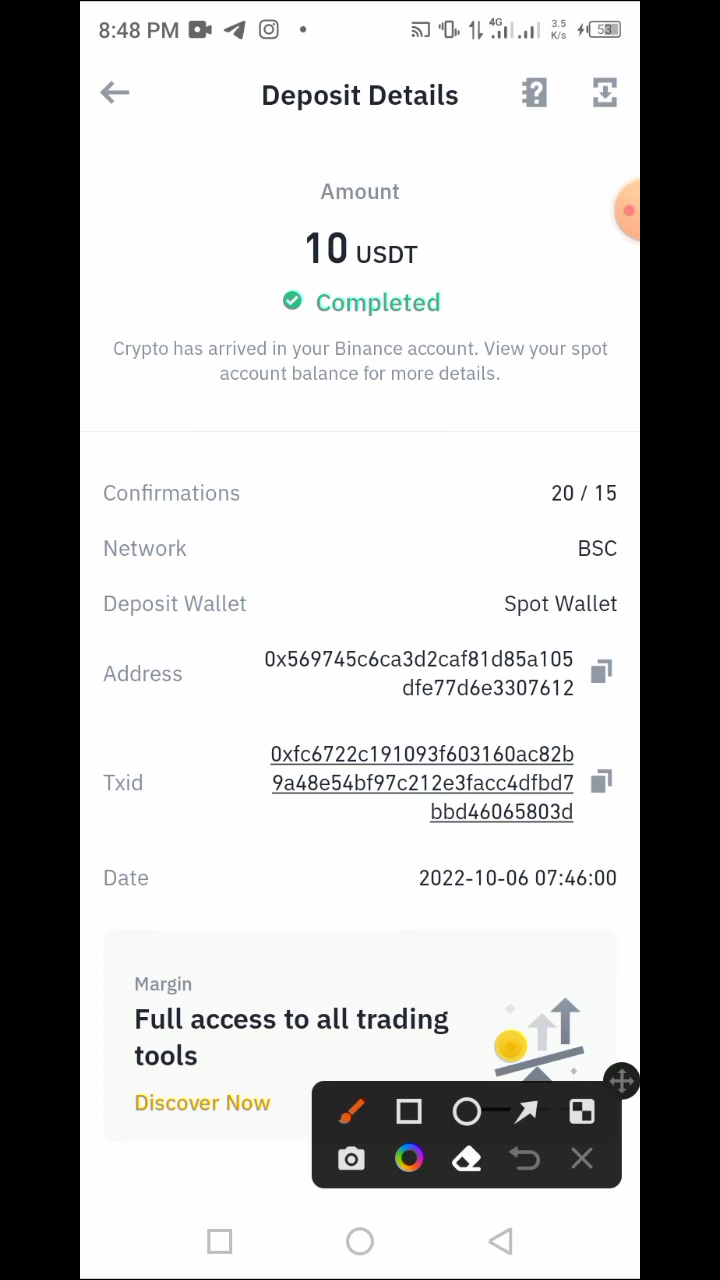 8:48 PM 4G 3.5 K/s 53
Deposit Details
Amount
10 USDT
Completed
Crypto has arrived in your Binance account. View your spot
account balance for more details.
Confirmations 20 / 15
Network BSC
Deposit Wallet Spot Wallet
Address 0x569745c6ca3d2caf81d85a105
dfe77d6e3307612
0xfc6722c191093f603160ac82b
Txid 9a48e54bf97c212e3facc4dfbd7
bbd46065803d
Date 2022-10-06 07:46:00
Margin
Full access to all trading
tools
Discover Now